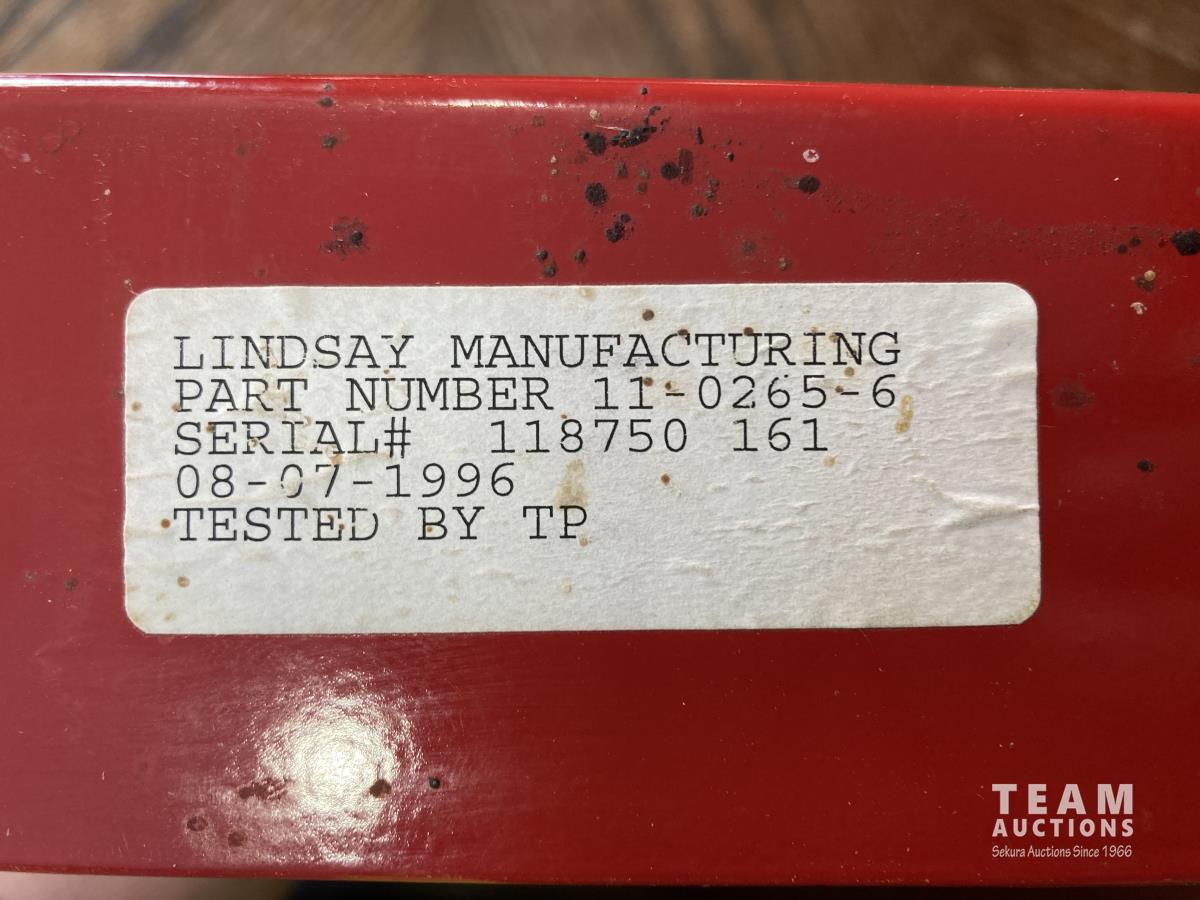 LINDSAY MANUFACTURING
PART NUMBER 11-0265-6
SERIAL# 118750 161
08-07-1996
TESTED BY TP
TEAM
AUCTIONS
Sekura Auctions Since 1966